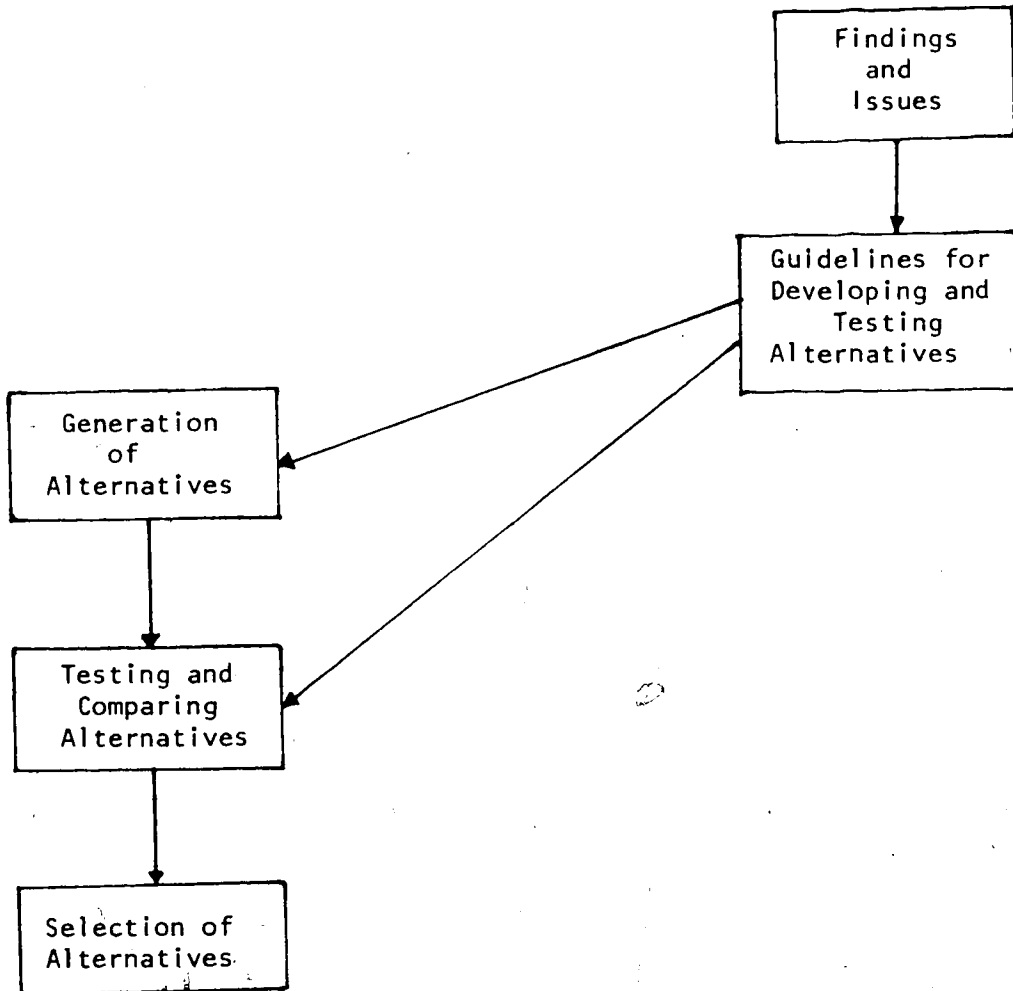 Findings
and
Issues
Guidelines for
Developing and
Testing
Alternatives
Generation
of
Alternatives
Testing and
Comparing
Alternatives
Selection of
Alternatives